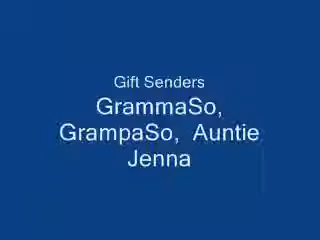 Gift Senders
GrammaSo,
GrampaSo,  Auntie
Jenna